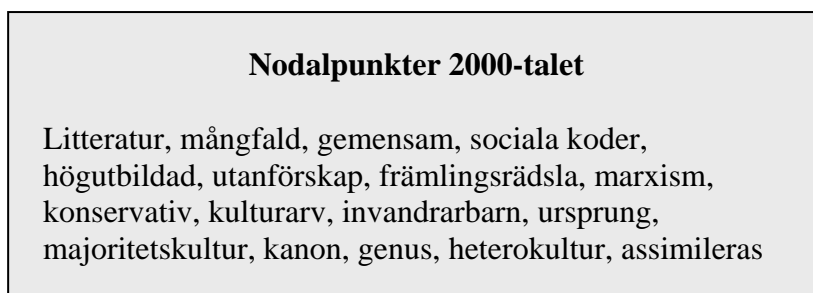 Nodalpunkter 2000-talet
Litteratur, mångfald, gemensam, sociala koder,
högutbildad, utanförskap, främlingsrädsla, marxism,
konservativ, kulturarv, invandrarbarn, ursprung,
majoritetskultur, kanon, genus, heterokultur, assimileras